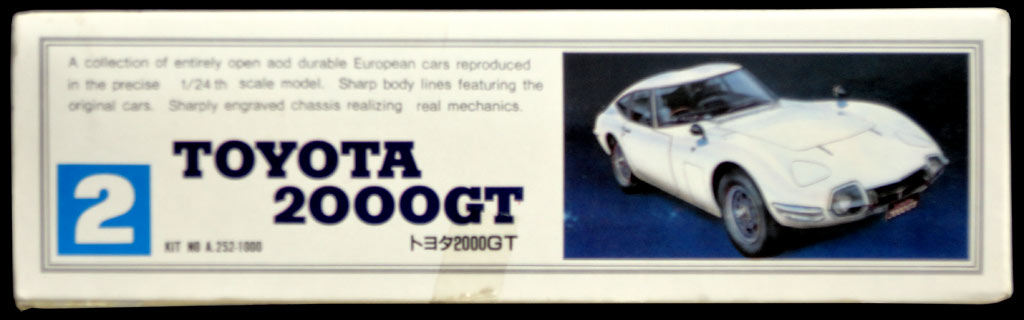 A collection of entirely open aod durable European cars reproduced
in the precise 1/24 th scale model. Sharp body lines featuring the
original cars. Sharply engraved chassis realizing real mechanics.
TOYOTA
2000GT
2
KIT NO A.252-1000
トヨタ2000GT